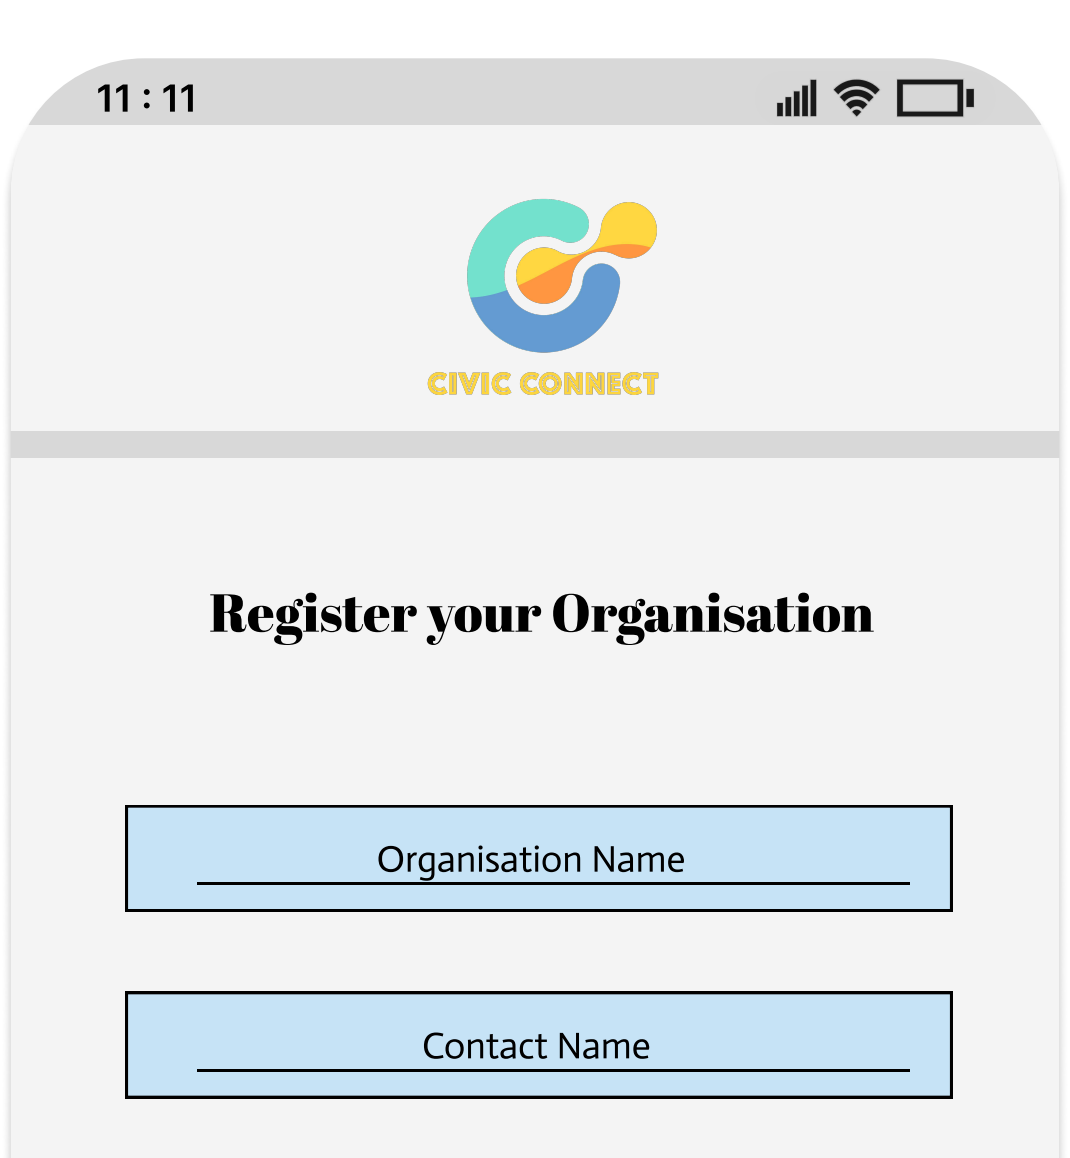 11 : 11
CIVIC CONNECT
Register your Organisation
Organisation Name
Contact Name